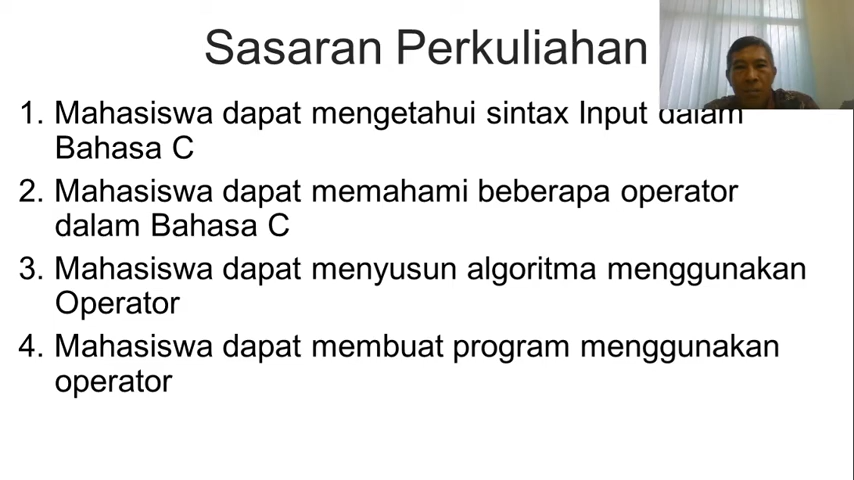 Sasaran Perkuliahan
1. Mahasiswa dapat mengetahui sintax Input dalam
Bahasa C
2. Mahasiswa dapat memahami beberapa operator
dalam Bahasa C
3. Mahasiswa dapat menyusun algoritma menggunakan
Operator
4. Mahasiswa dapat membuat program menggunakan
operator